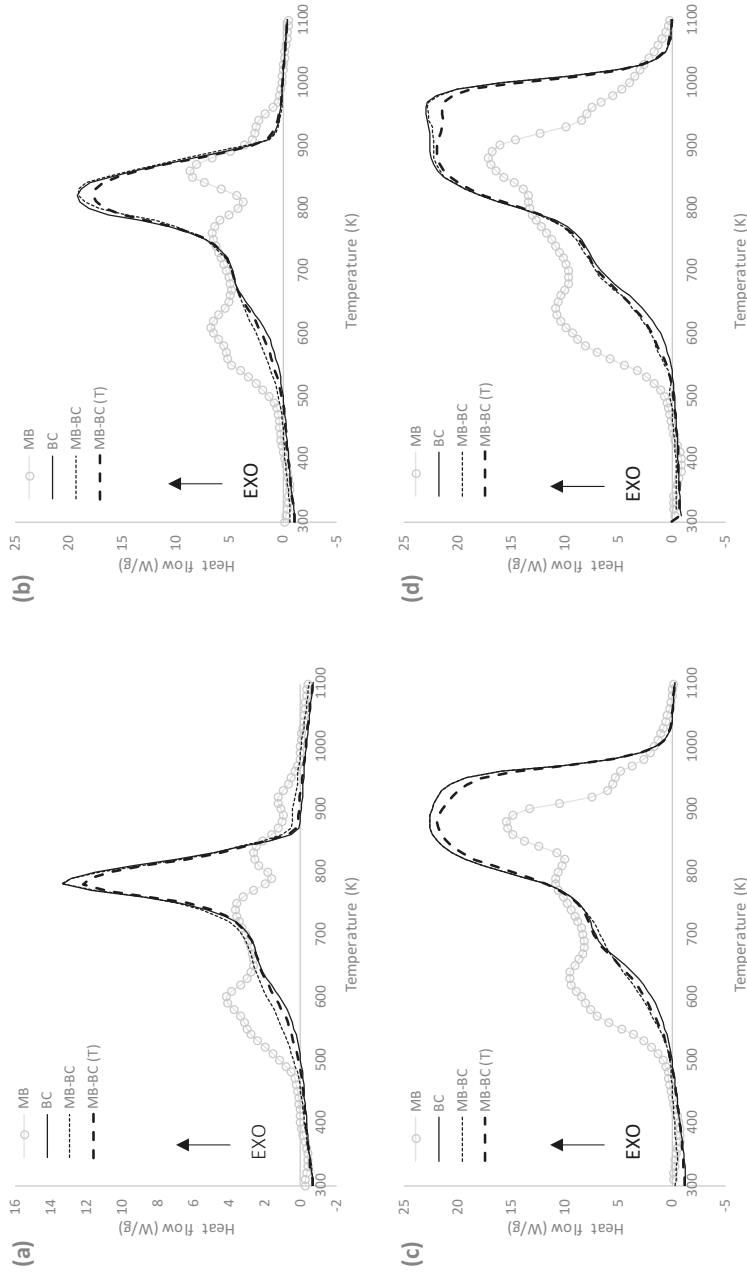 (a)
MB
BC
MB-BC
MB-BC (T)
EXO
Heat flow (W/g)
16
14
12
10
8
6
4
2
0
-2
300
400
500
600
700
800
900
1000
1100
Temperature (K)
(b)
MB
BC
MB-BC
MB-BC (T)
EXO
Heat flow (W/g)
25
20
15
10
5
0
-5
300
400
500
600
700
800
900
1000
1100
Temperature (K)
(c)
MB
BC
MB-BC
MB-BC (T)
EXO
Heat flow (W/g)
25
20
15
10
5
0
-5
300
400
500
600
700
800
900
1000
1100
Temperature (K)
(d)
MB
BC
MB-BC
MB-BC (T)
EXO
Heat flow (W/g)
25
20
15
10
5
0
-5
300
400
500
600
700
800
900
1000
1100
Temperature (K)